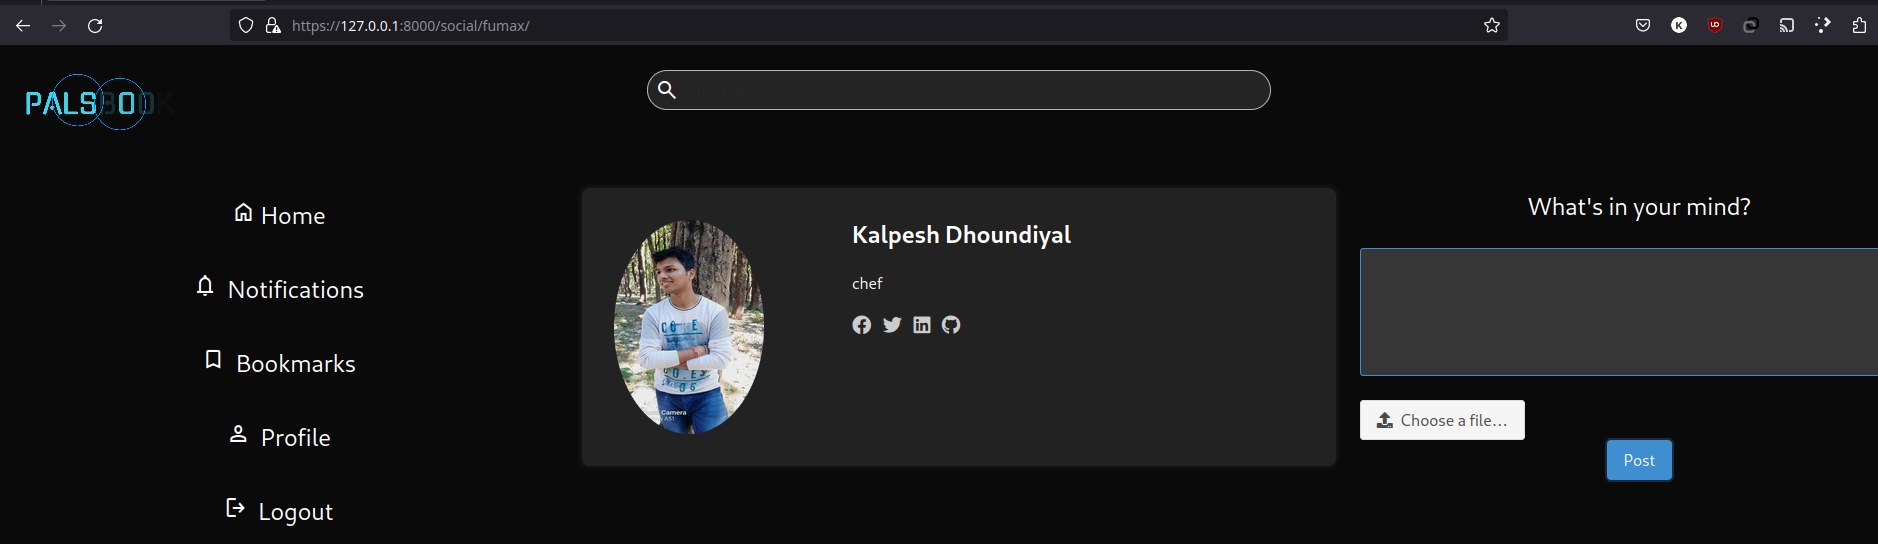 https://127.0.0.1:8000/social/fumax/
PALSBOOK
Home
Notifications
Bookmarks
Profile
Logout
Kalpesh Dhoundiyal
chef
What's in your mind?
Choose a file...
Post